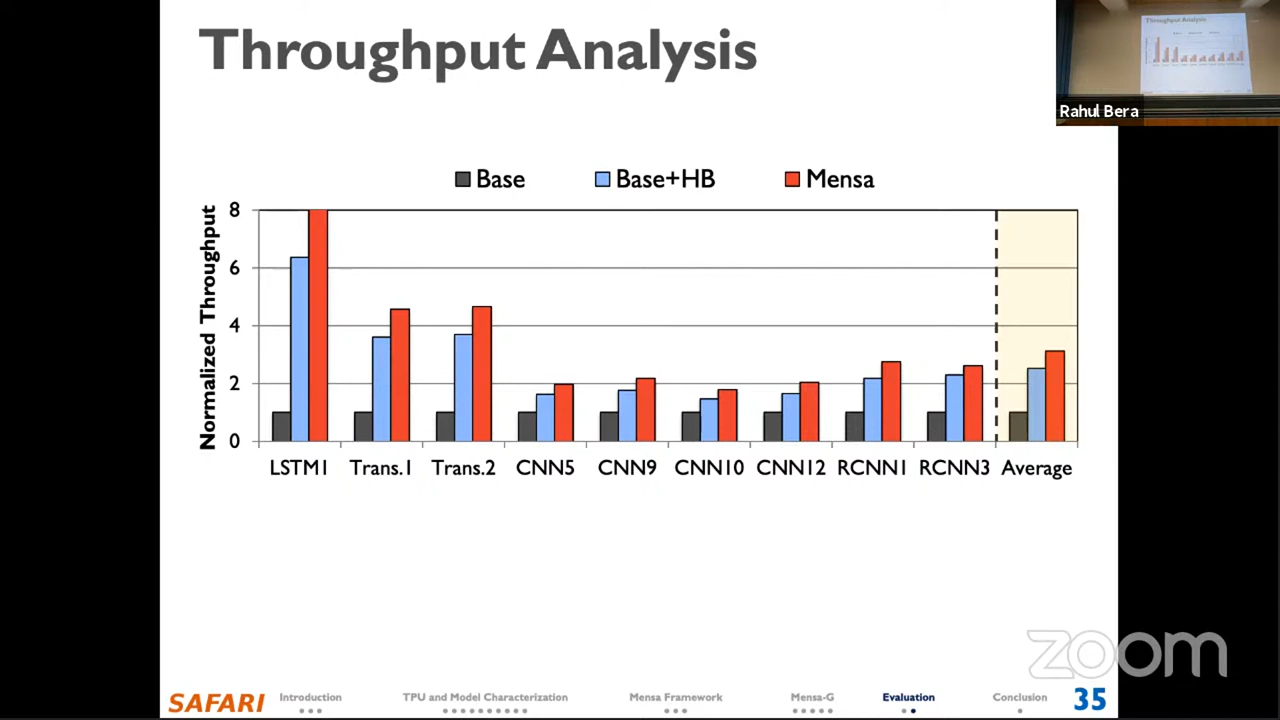 Throughput Analysis
Throughput Analysis
Rahul Bera
Base Base+HB Mensa
Normalized Throughput
8
6
4
2
0
LSTM1 Trans.1 Trans.2 CNN5 CNN9 CNN10 CNN12 RCNN1 RCNN3 Average
zoom
SAFARI Introduction TPU and Model Characterization Mensa Framework Mensa-G Evaluation Conclusion 35